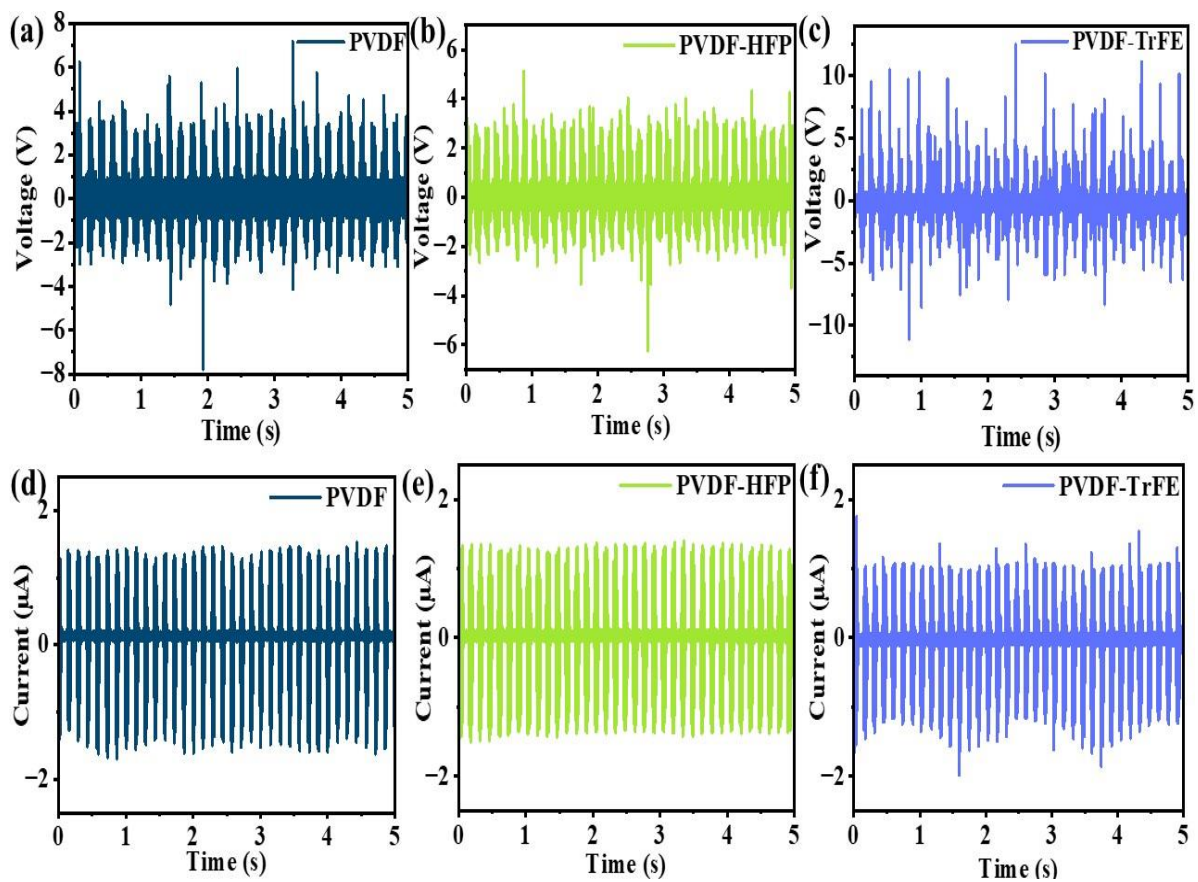 (a)
PVDF
Voltage (V)
8
6
4
2
0
−2
−4
−6
−8
0 1 2 3 4 5
Time (s)
(b)
PVDF-HFP
Voltage (V)
6
4
2
0
−2
−4
−6
0 1 2 3 4 5
Time (s)
(c)
PVDF-TrFE
Voltage (V)
10
5
0
−5
−10
0 1 2 3 4 5
Time (s)
(d)
PVDF
Current (µA)
2
0
−2
0 1 2 3 4 5
Time (s)
(e)
PVDF-HFP
Current (µA)
2
0
−2
0 1 2 3 4 5
Time (s)
(f)
PVDF-TrFE
Current (µA)
2
0
−2
0 1 2 3 4 5
Time (s)